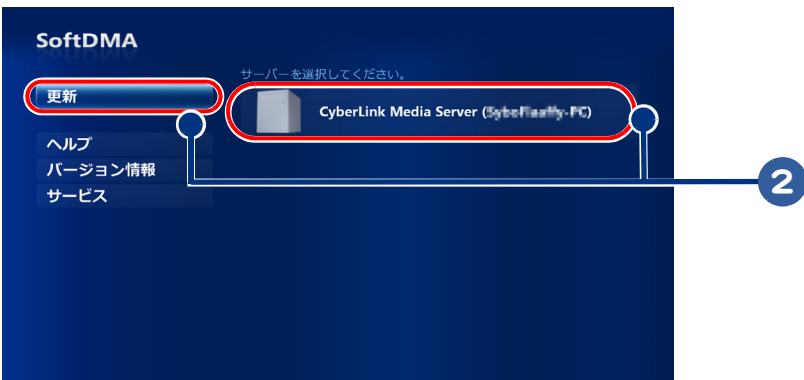 SoftDMA
サーバーを選択してください。
更新
CyberLink Media Server (
-PC)
ヘルプ
バージョン情報
サービス
2